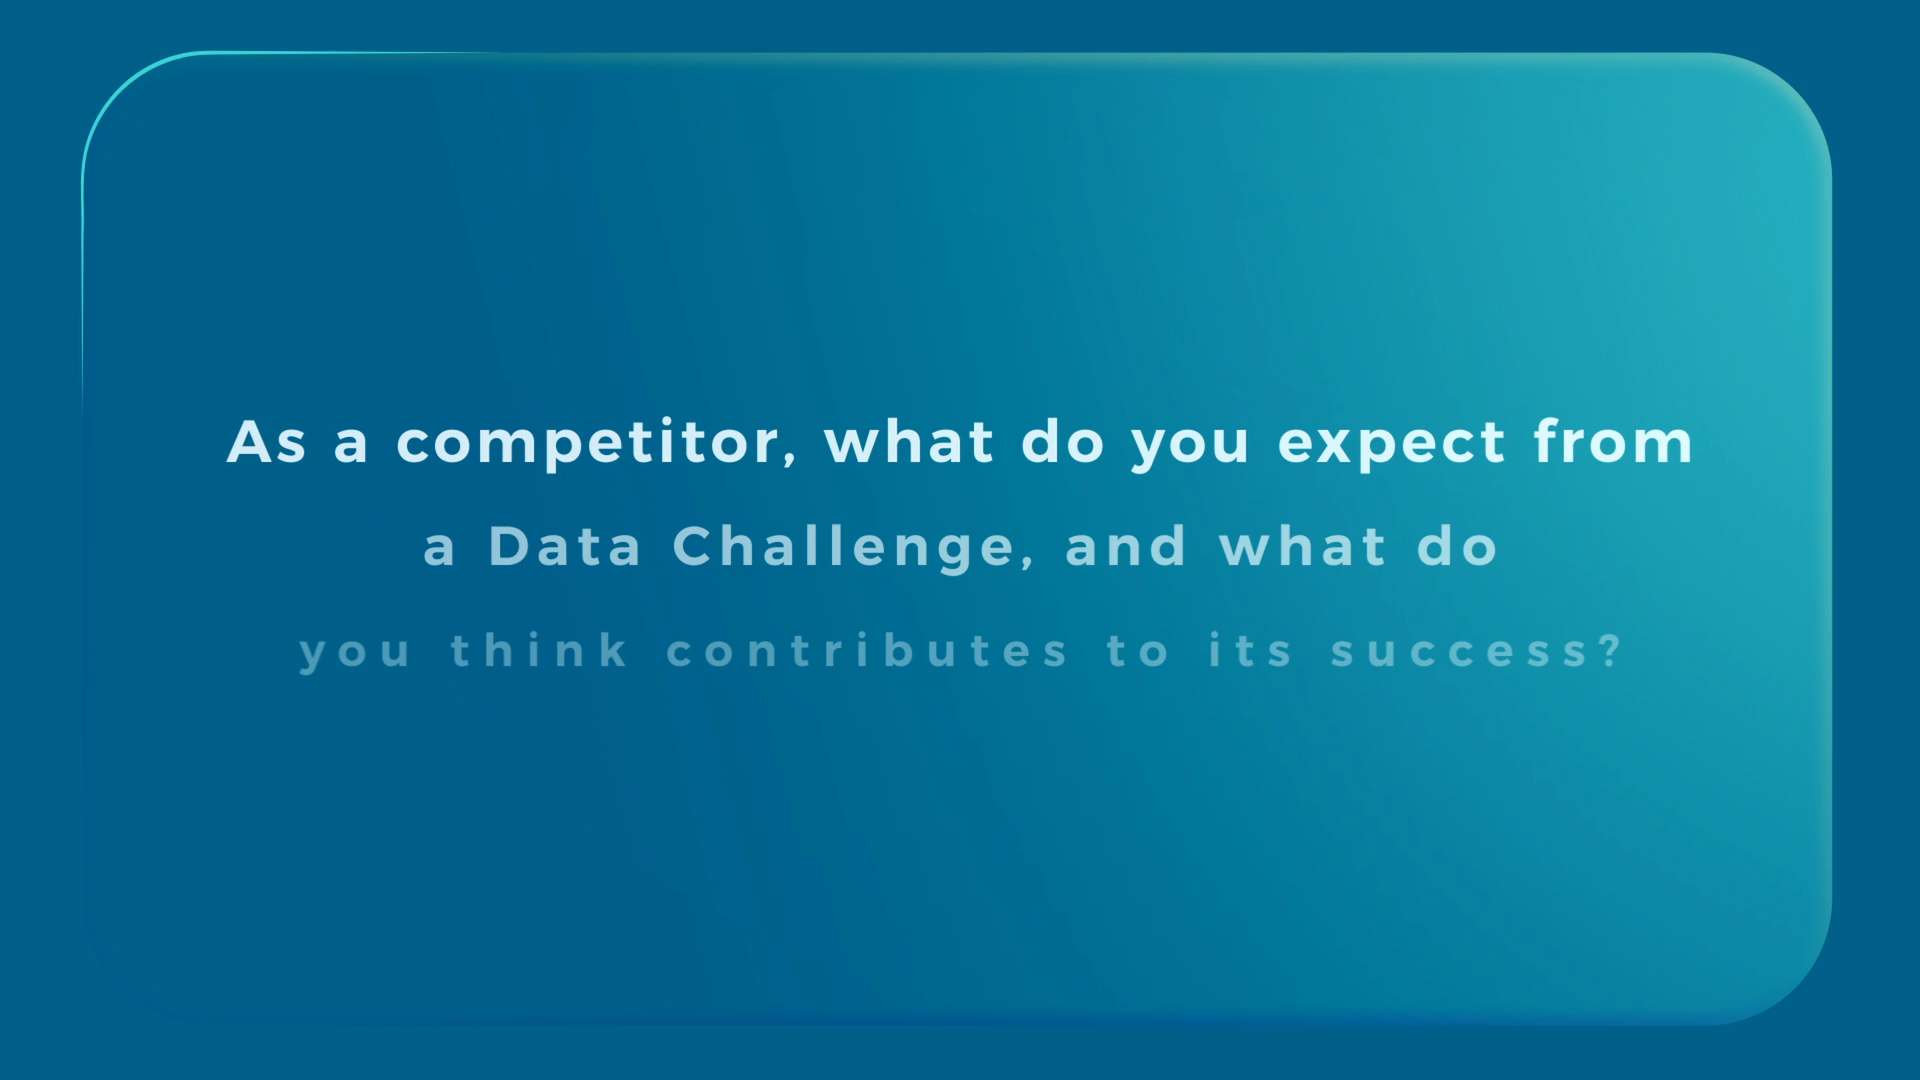 As a competitor, what do you expect from
a Data Challenge, and what do
you think contributes to its success?